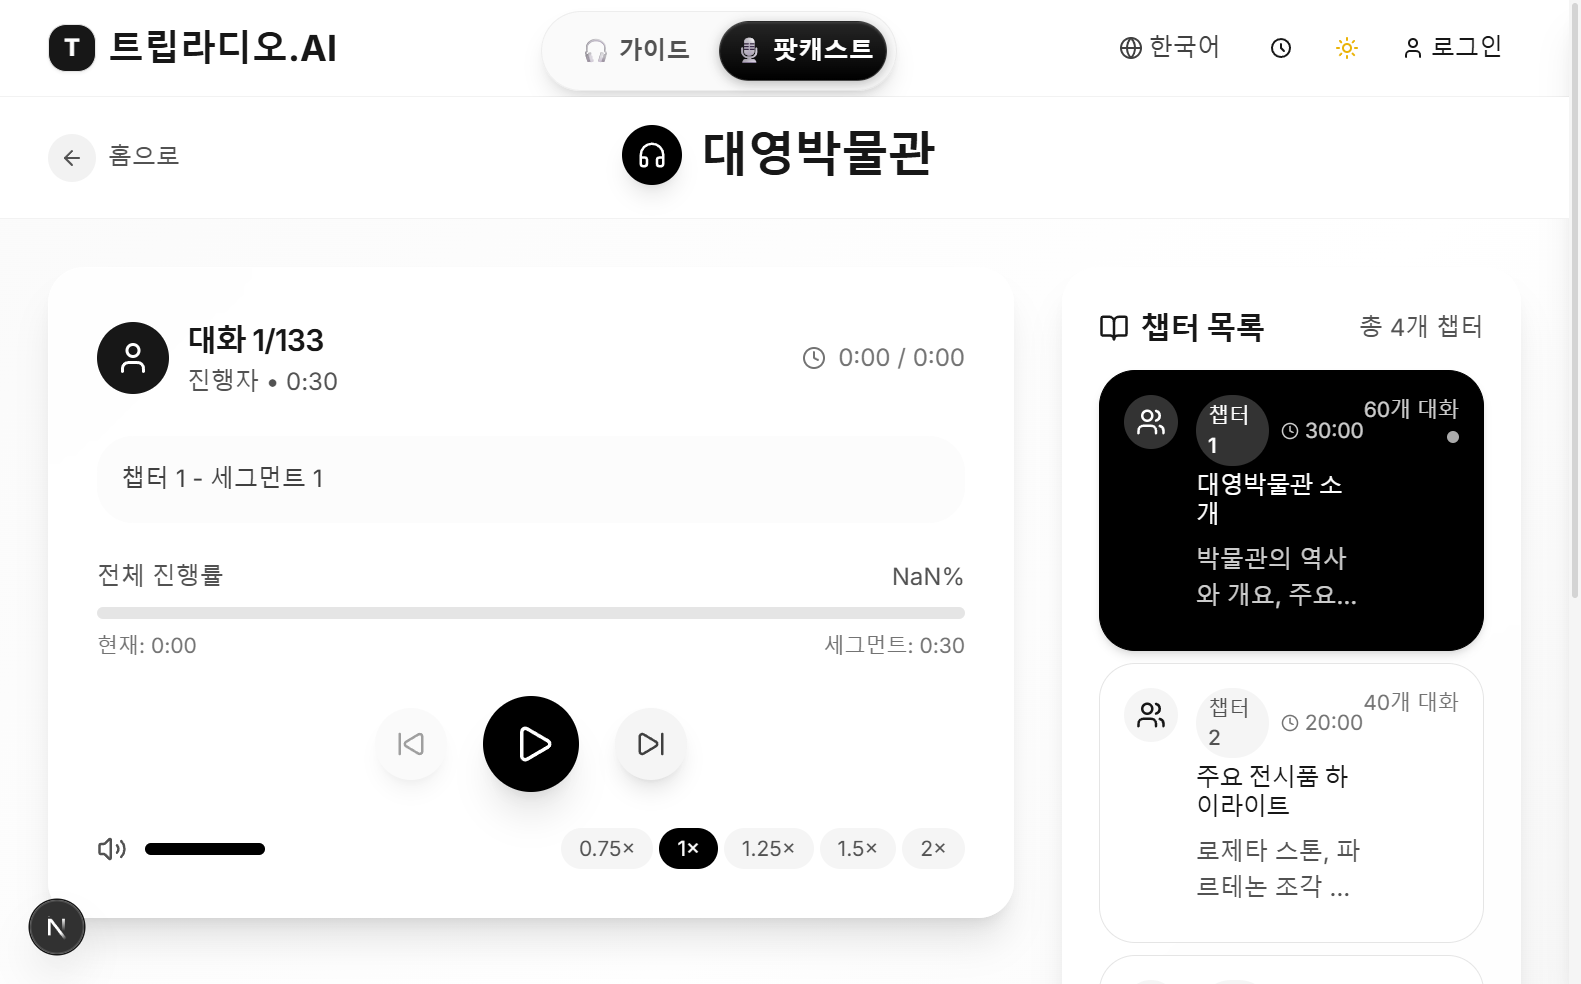 T 트립라디오.AI
가이드
팟캐스트
한국어
로그인
홈으로
대영박물관
대화 1/133
진행자 • 0:30
0:00 / 0:00
챕터 1 - 세그먼트 1
전체 진행률
NaN%
현재: 0:00
세그먼트: 0:30
0.75×
1×
1.25×
1.5×
2×
N
챕터 목록
총 4개 챕터
챕터
1
30:00
60개 대화
대영박물관 소
개
박물관의 역사
와 개요, 주요...
챕터
2
20:00
40개 대화
주요 전시품 하
이라이트
로제타 스톤, 파
르테논 조각 ...